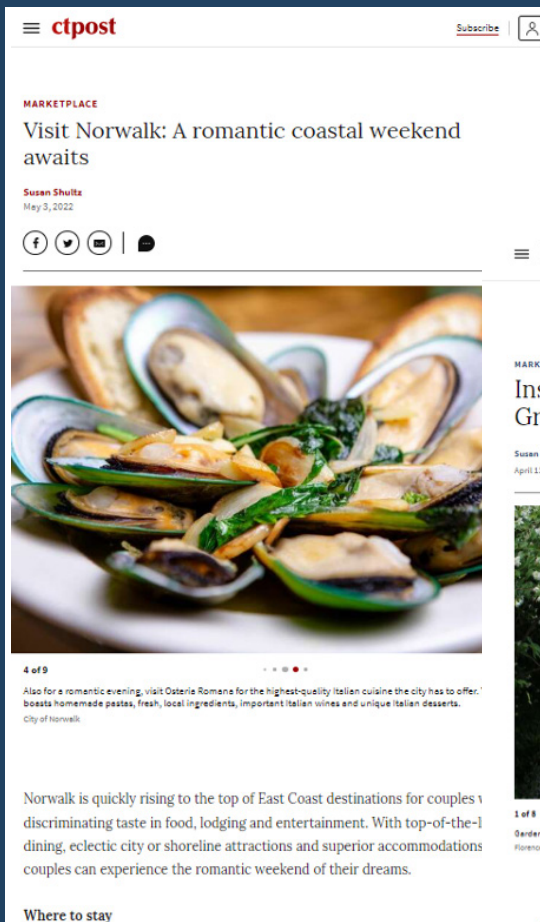 ctpost
Subscribe
MARKETPLACE
Visit Norwalk: A romantic coastal weekend
awaits
Susan Shultz
May 3, 2022
4 of 9
Also for a romantic evening, visit Osteria Romana for the highest-quality Italian cuisine the city has to offer.
boasts homemade pastas, fresh, local ingredients, important Italian wines and unique Italian desserts.
City of Norwalk
Norwalk is quickly rising to the top of East Coast destinations for couples
discriminating taste in food, lodging and entertainment. With top-of-the-l
dining, eclectic city or shoreline attractions and superior accommodations
couples can experience the romantic weekend of their dreams.
Where to stay
MARK
Ins
Gr
Susan
April 1
1 of 8
Garden
Florence